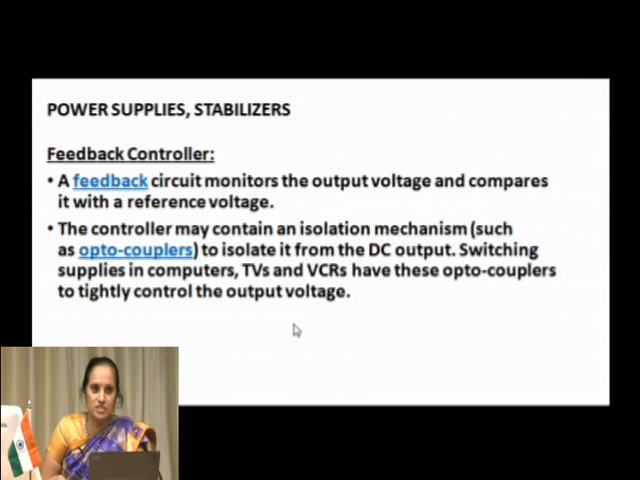 POWER SUPPLIES, STABILIZERS
Feedback Controller:
• A feedback circuit monitors the output voltage and compares
it with a reference voltage.
• The controller may contain an isolation mechanism (such
as opto-couplers) to isolate it from the DC output. Switching
supplies in computers, TVs and VCRs have these opto-couplers
to tightly control the output voltage.